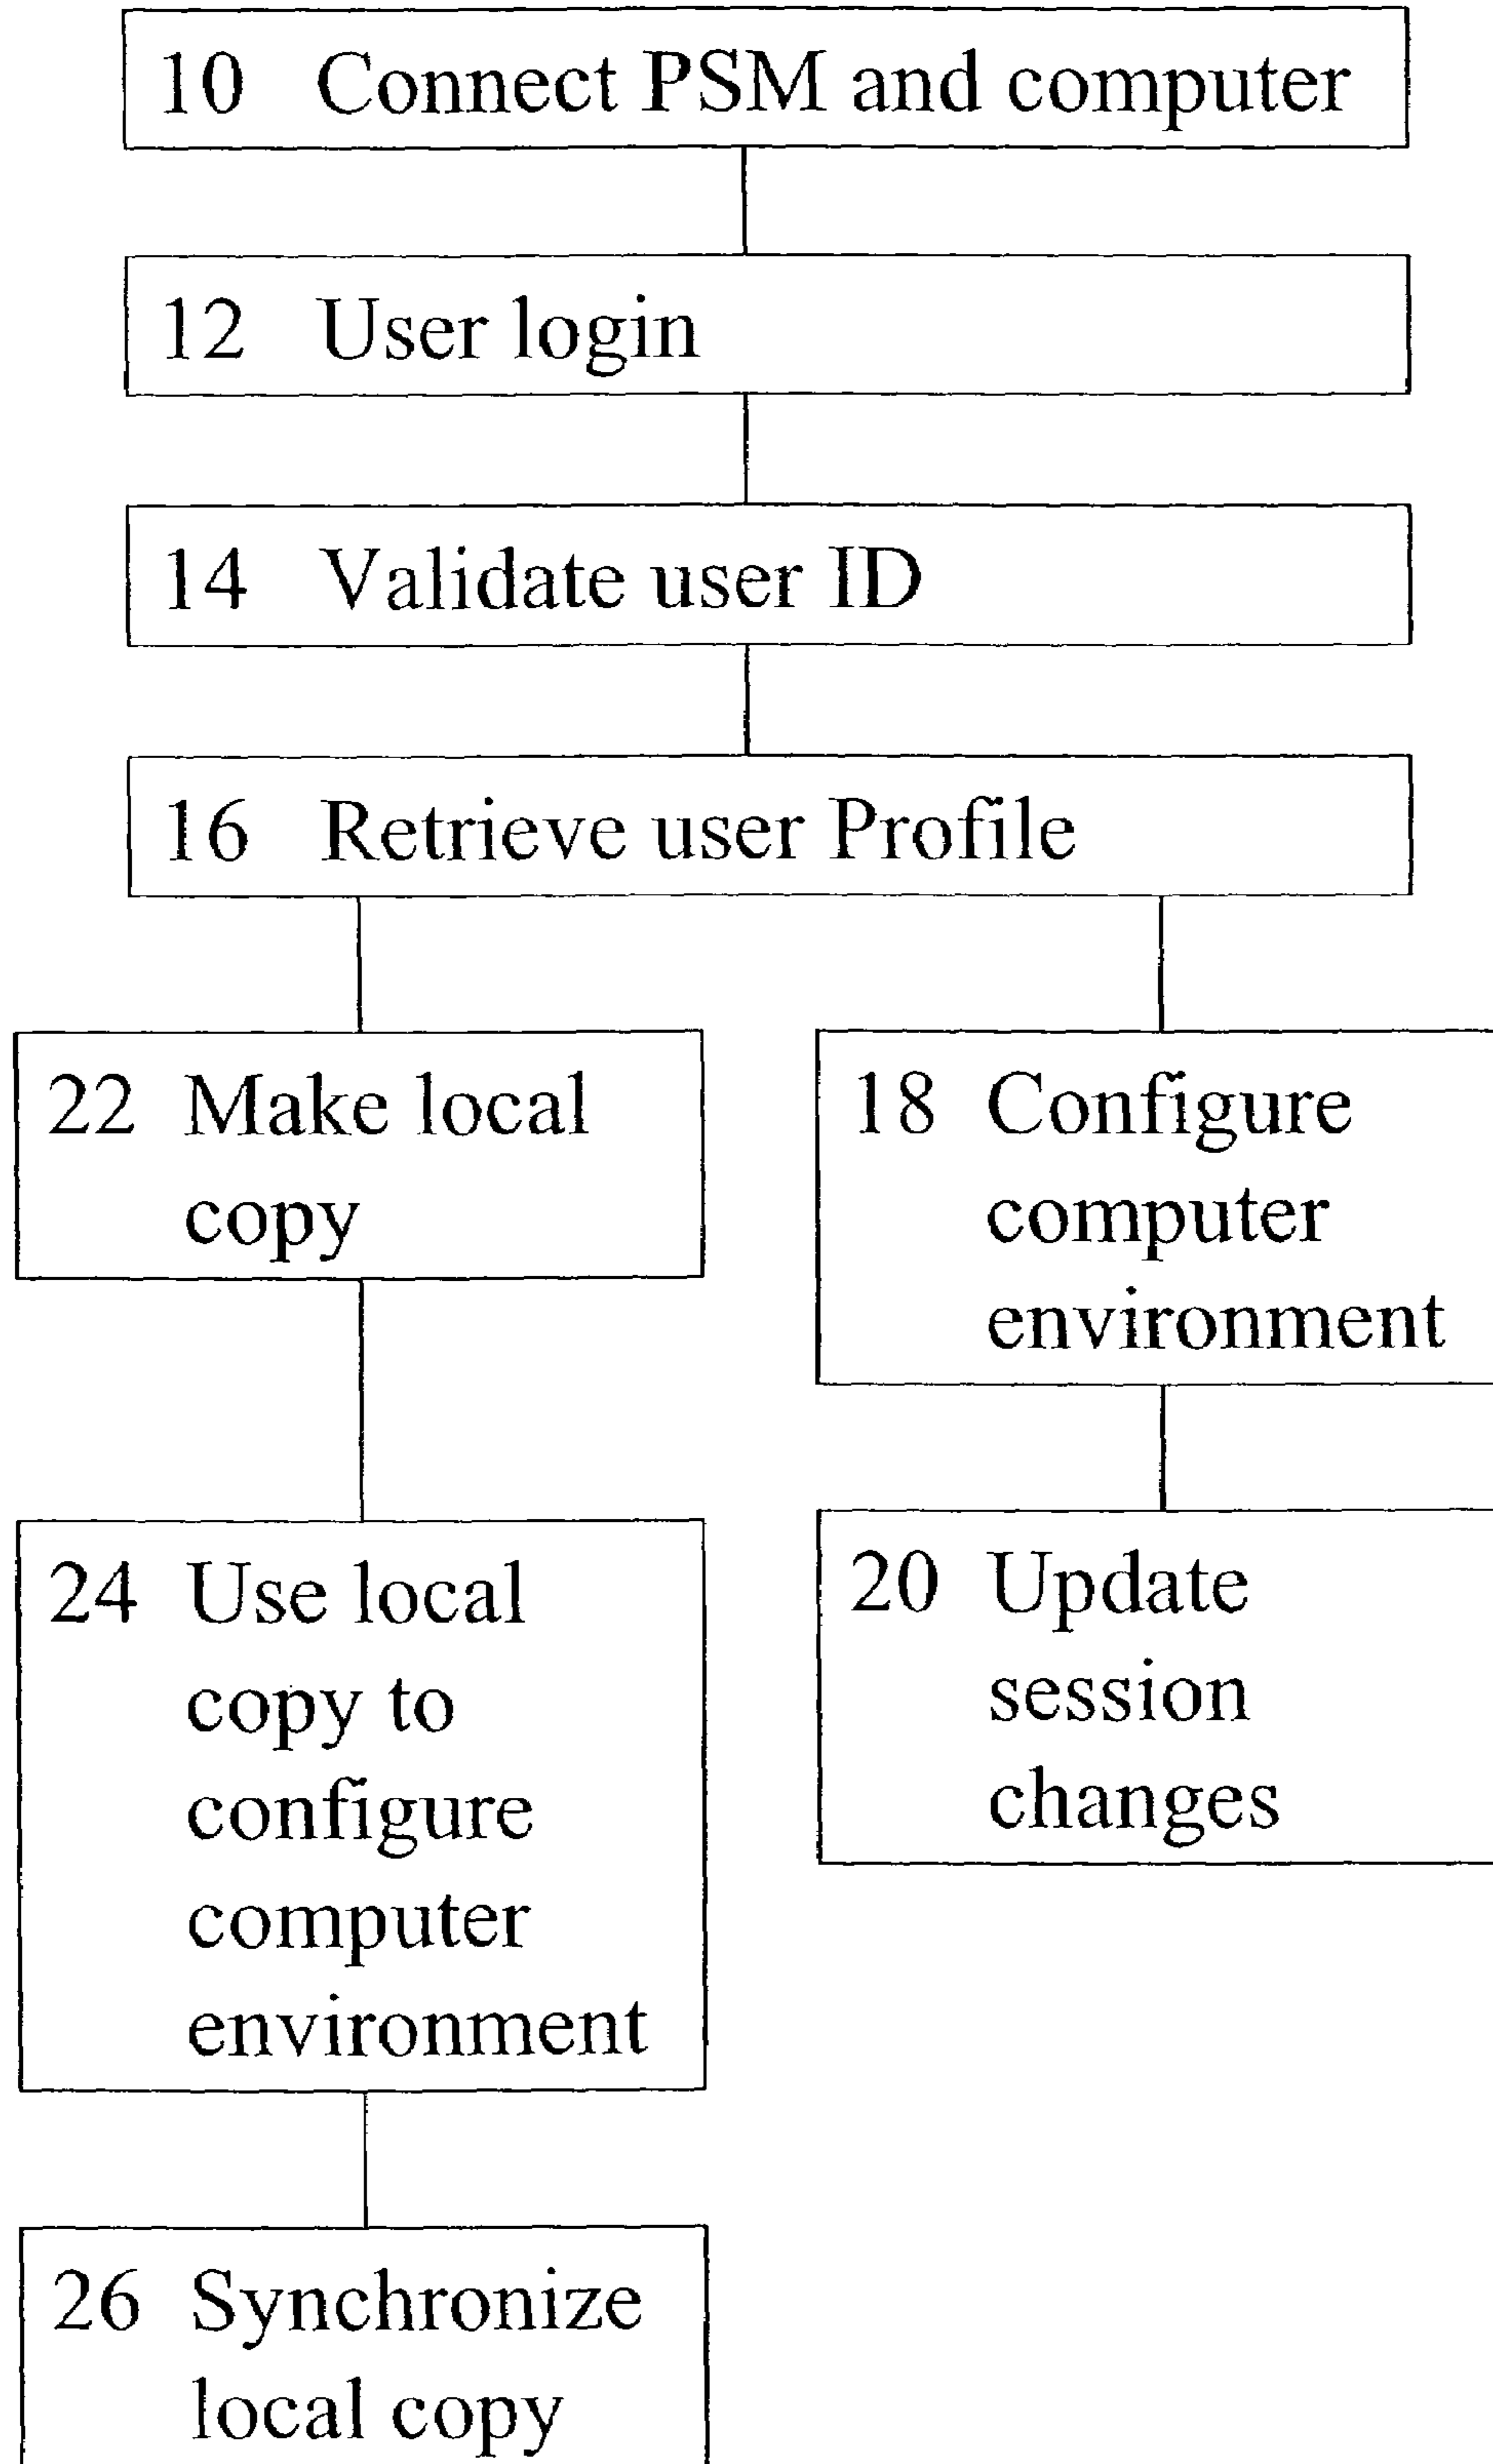 10 Connect PSM and computer
12 User login
14 Validate user ID
16 Retrieve user Profile
22 Make local
copy
18 Configure
computer
environment
24 Use local
copy to
configure
computer
environment
20 Update
session
changes
26 Synchronize
local copy